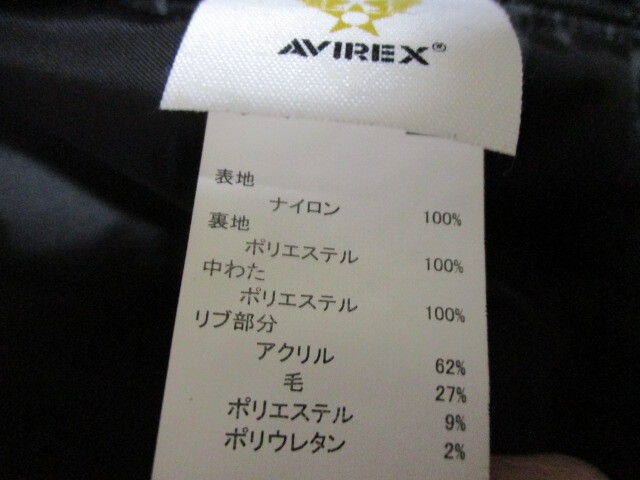 AVIREX®
表地
ナイロン 100%
裏地
ポリエステル 100%
中わた
ポリエステル 100%
リブ部分
アクリル 62%
毛 27%
ポリエステル 9%
ポリウレタン 2%